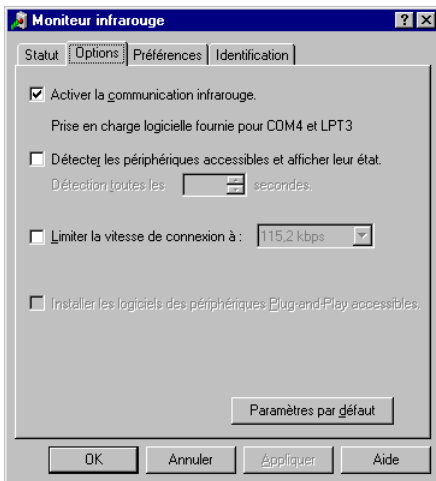 Moniteur infrarouge
Statut Options Préférences Identification
Activer la communication infrarouge.
Prise en charge logicielle fournie pour COM4 et LPT3
Détecter les périphériques accessibles et afficher leur état.
Détection toutes les secondes.
Limiter la vitesse de connexion à : 115,2 kbps
Installer les logiciels des périphériques Plug-and-Play accessibles.
Paramètres par défaut
OK Annuler Appliquer Aide